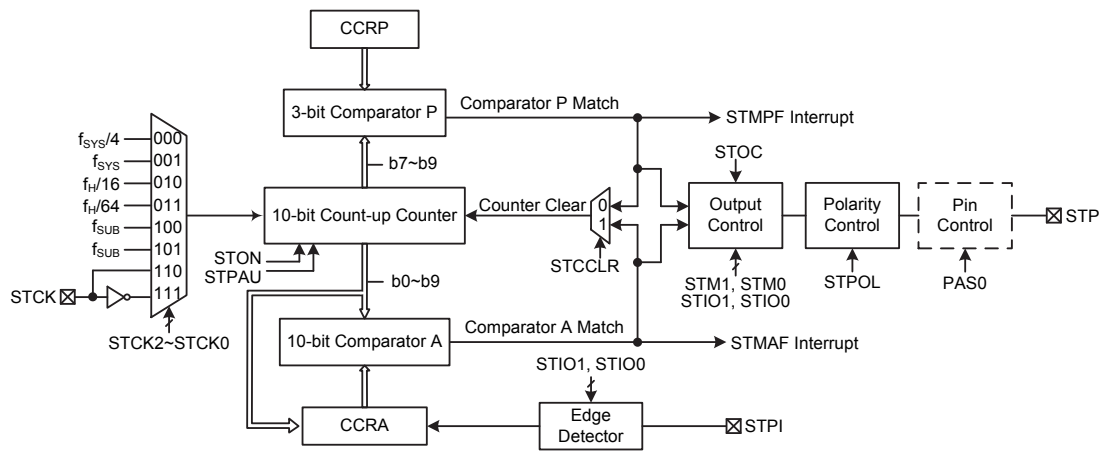 CCRP
3-bit Comparator P
Comparator P Match
STMPF Interrupt
fSYS/4
000
fSYS
001
fH/16
010
fH/64
011
fSUB
100
fSUB
101
110
111
STCK
STCK2~STCK0
b7~b9
10-bit Count-up Counter
Counter Clear
0
1
STCCLR
STON
STPAU
b0~b9
STOC
Output
Control
Polarity
Control
Pin
Control
STP
STM1, STM0
STIO1, STIO0
STPOL
PAS0
10-bit Comparator A
Comparator A Match
STMAF Interrupt
STIO1, STIO0
CCRA
Edge
Detector
STPI